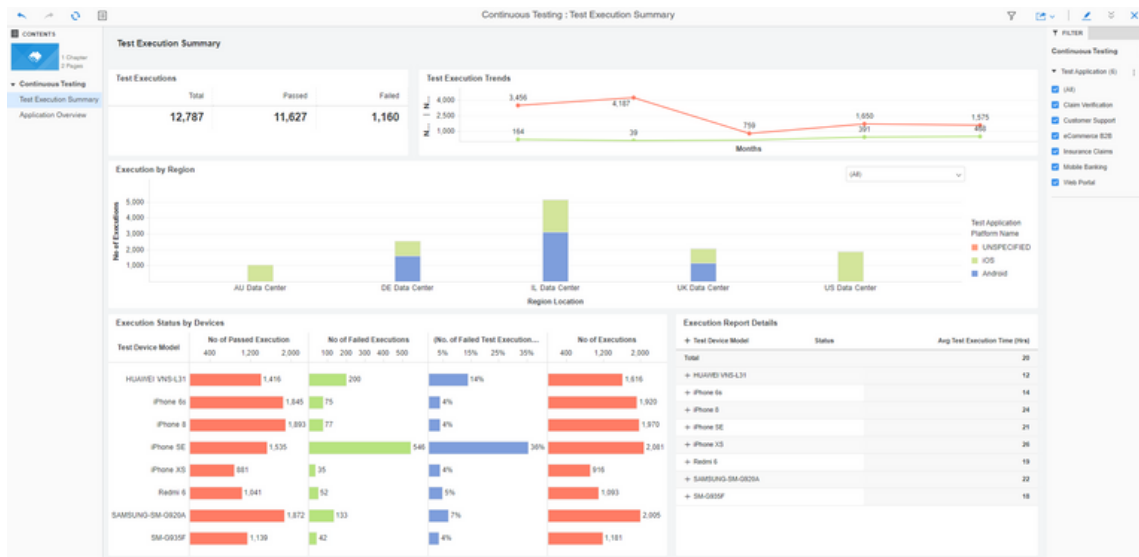 Continuous Testing : Test Execution Summary
CONTENTS
1 Chapter
2 Pages
Continuous Testing
Test Execution Summary
Application Overview
Test Execution Summary
Test Executions
Total Passed Failed
12,787 11,627 1,160
Test Execution Trends
N... | N...
4,000
2,500
1,000
3,456 4,187 759 1,650 1,575
164 39 391 468
Months
Execution by Region
(All)
No of Executions
5,000
4,000
3,000
2,000
1,000
AU Data Center DE Data Center IL Data Center UK Data Center US Data Center
Region Location
Test Application
Platform Name
UNSPECIFIED
iOS
Android
Execution Status by Devices
Test Device Model No of Passed Execution No of Failed Executions (No. of Failed Test Execution... No of Executions
400 1,200 2,000 100 200 300 400 500 5% 15% 25% 35% 400 1,200 2,000
HUAWEI VNS-L31 1,416 200 14% 1,616
iPhone 6s 1,845 75 4% 1,920
iPhone 8 1,893 77 4% 1,970
iPhone SE 1,535 546 36% 2,081
iPhone XS 881 35 4% 916
Redmi 6 1,041 52 5% 1,093
SAMSUNG-SM-G920A 1,872 133 7% 2,005
SM-G935F 1,139 42 4% 1,181
Execution Report Details
+ Test Device Model Status Avg Test Execution Time (Hrs)
Total 20
+ HUAWEI VNS-L31 12
+ iPhone 6s 14
+ iPhone 8 24
+ iPhone SE 21
+ iPhone XS 26
+ Redmi 6 19
+ SAMSUNG-SM-G920A 22
+ SM-G935F 18
FILTER
Continuous Testing
Test Application (6)
(All)
Claim Verification
Customer Support
eCommerce B2B
Insurance Claims
Mobile Banking
Web Portal